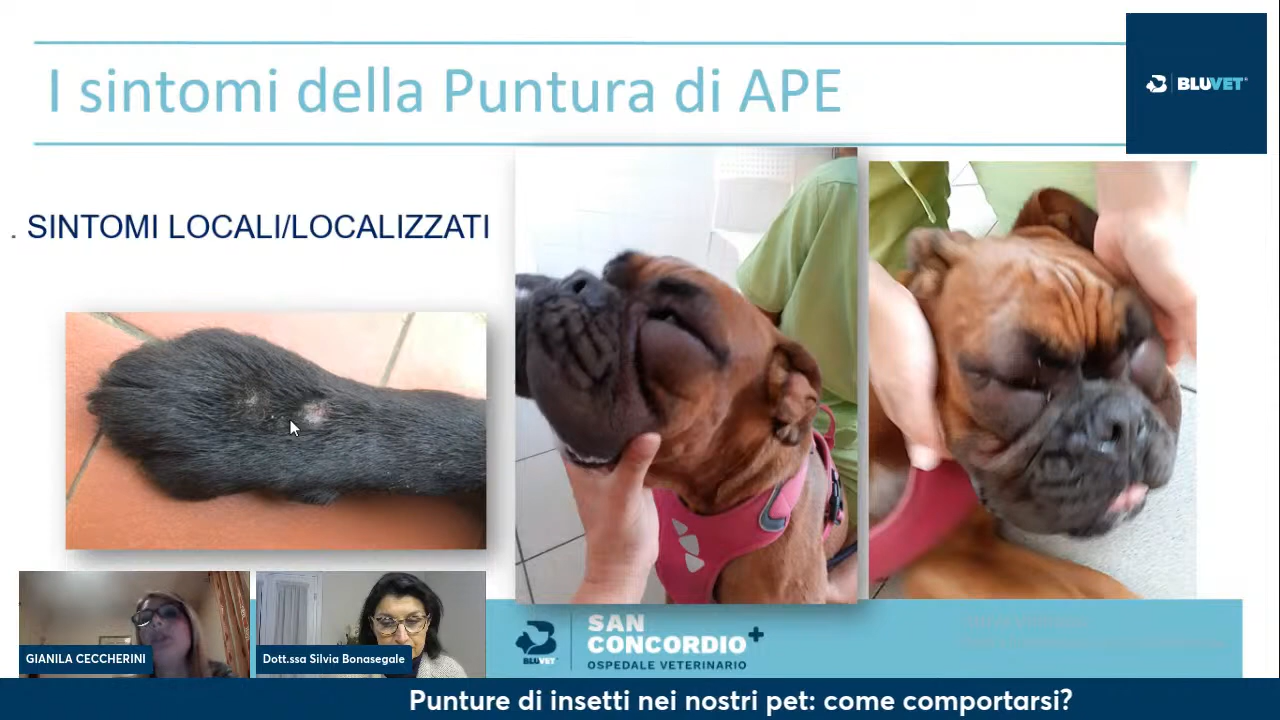 I sintomi della Puntura di APE
BLUVET
. SINTOMI LOCALI/LOCALIZZATI
GIANILA CECCHERINI
Dott.ssa Silvia Bonasegale
BLUVET
SAN
CONCORDIO+
OSPEDALE VETERINARIO
Punture di insetti nei nostri pet: come comportarsi?